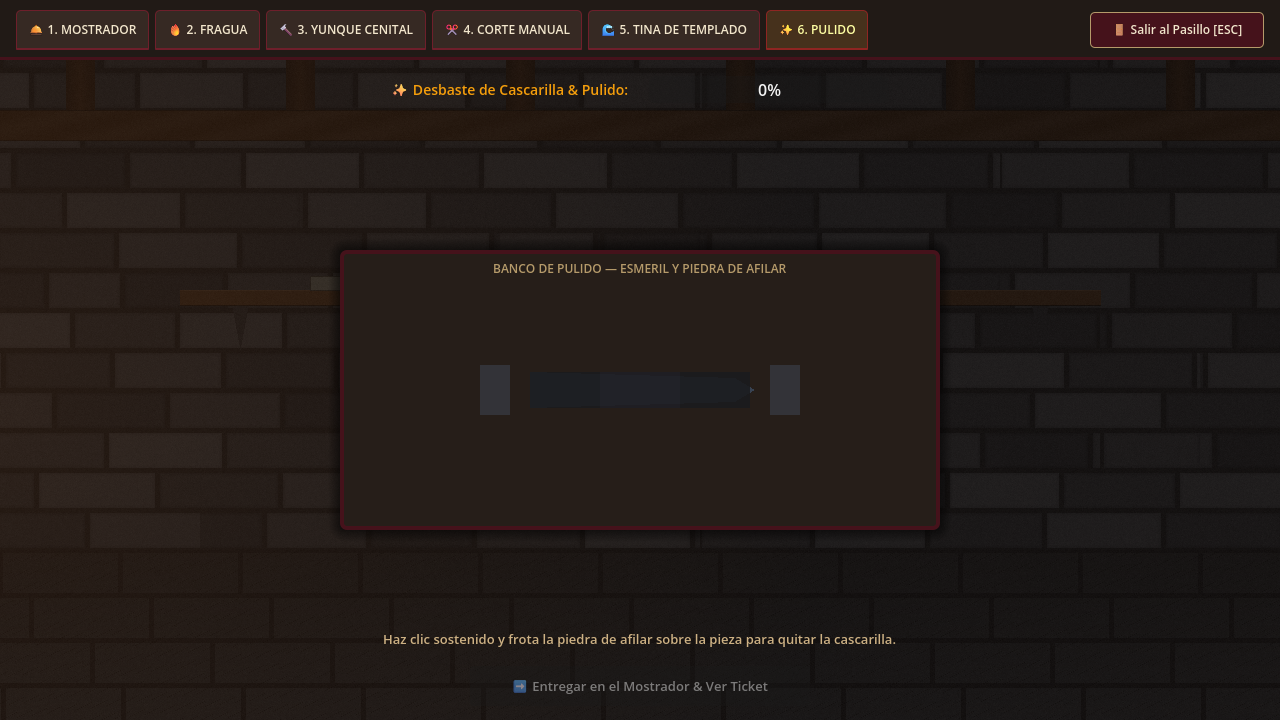 1. MOSTRADOR
2. FRAGUA
3. YUNQUE CENITAL
4. CORTE MANUAL
5. TINA DE TEMPLADO
6. PULIDO
Salir al Pasillo [ESC]
Desbaste de Cascarilla & Pulido:
0%
BANCO DE PULIDO — ESMERIL Y PIEDRA DE AFILAR
Haz clic sostenido y frota la piedra de afilar sobre la pieza para quitar la cascarilla.
Entregar en el Mostrador & Ver Ticket